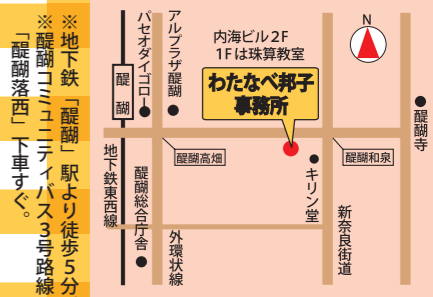 ※地下鉄「醍醐」駅より徒歩5分
※醍醐コミュニティバス3号路線
「醍醐落西」下車すぐ。
パセオダイゴロー
アルプラザ醍醐
内海ビル2F
1Fは珠算教室
N
わたなべ邦子
事務所
醍醐
醍醐寺
醍醐高畑
醍醐和泉
キリン堂
地下鉄東西線
醍醐総合庁舎
外環状線
新奈良街道